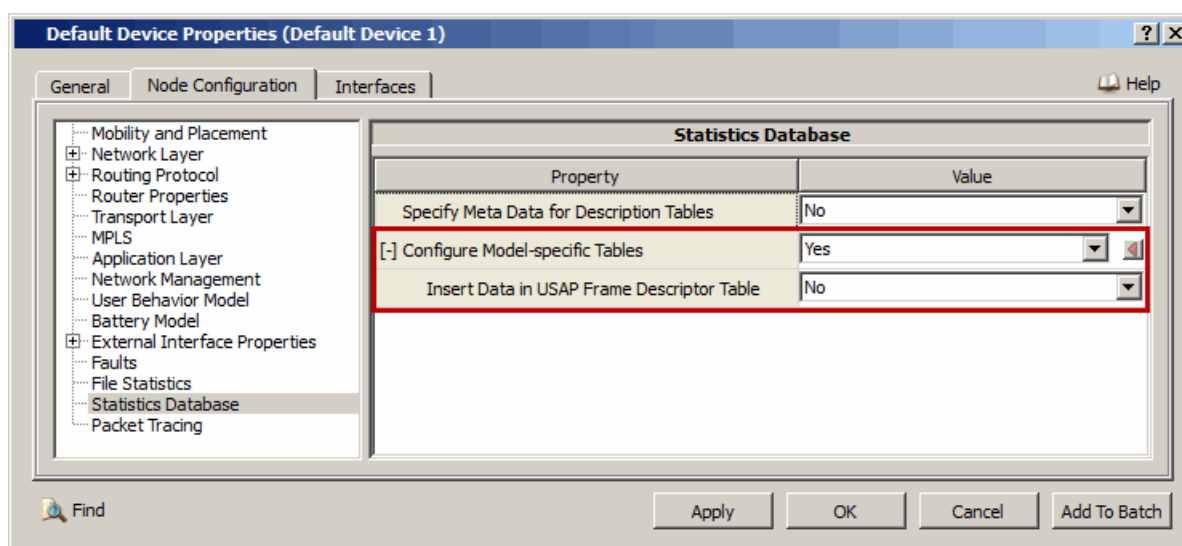 Default Device Properties (Default Device 1)
General
Node Configuration
Interfaces
Help
Mobility and Placement
Network Layer
Routing Protocol
Router Properties
Transport Layer
MPLS
Application Layer
Network Management
User Behavior Model
Battery Model
External Interface Properties
Faults
File Statistics
Statistics Database
Packet Tracing
Statistics Database
Property Value
Specify Meta Data for Description Tables No
[-] Configure Model-specific Tables Yes
Insert Data in USAP Frame Descriptor Table No
Find
Apply
OK
Cancel
Add To Batch